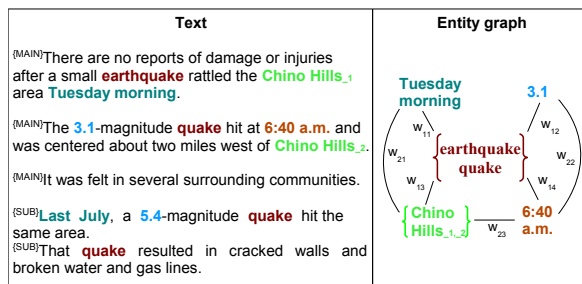 Text
{MAIN}There are no reports of damage or injuries
after a small earthquake rattled the Chino Hills_1
area Tuesday morning.
{MAIN}The 3.1-magnitude quake hit at 6:40 a.m. and
was centered about two miles west of Chino Hills_2.
{MAIN}It was felt in several surrounding communities.
{SUB}Last July, a 5.4-magnitude quake hit the
same area.
{SUB}That quake resulted in cracked walls and
broken water and gas lines.
Entity graph
Tuesday
morning
3.1
w11
w12
w21
earthquake
quake
w22
w13
w14
Chino
Hills_1,_2
w23
6:40
a.m.